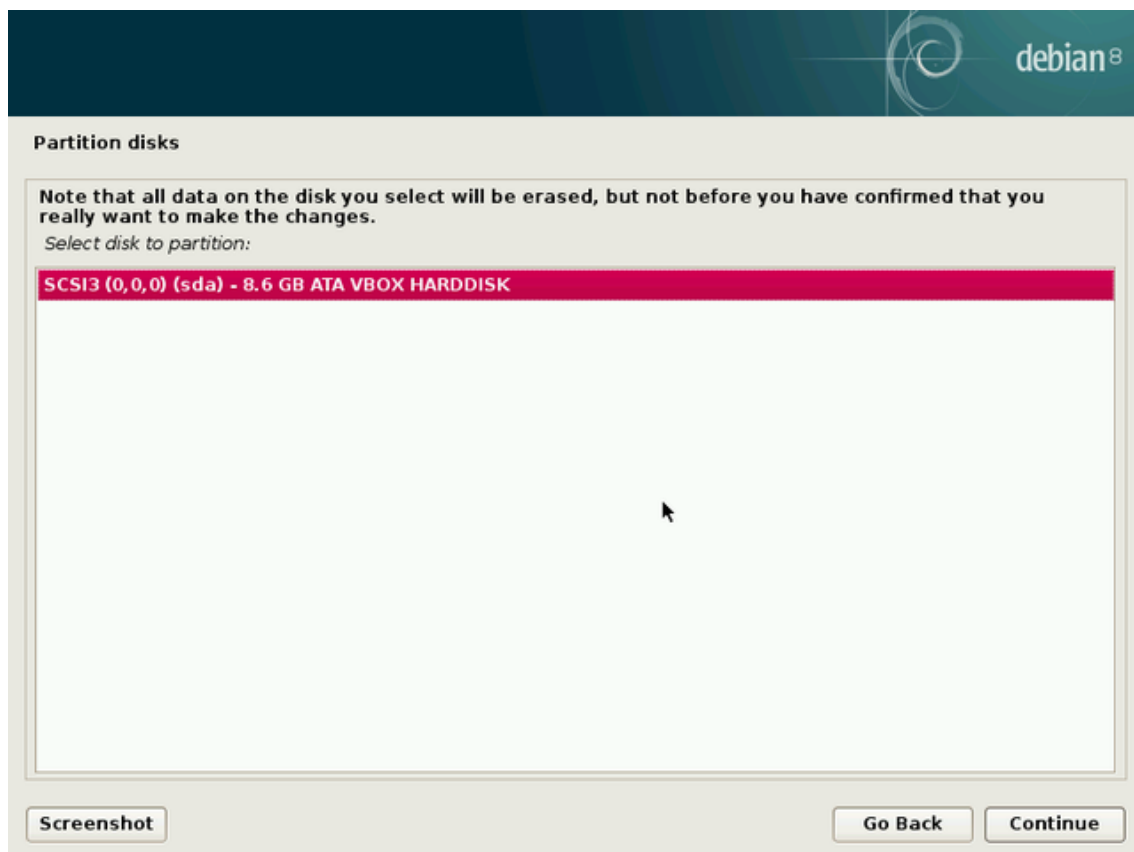 debian 8
Partition disks
Note that all data on the disk you select will be erased, but not before you have confirmed that you
really want to make the changes.
Select disk to partition:
SCSI3 (0,0,0) (sda) - 8.6 GB ATA VBOX HARDDISK
Screenshot
Go Back
Continue